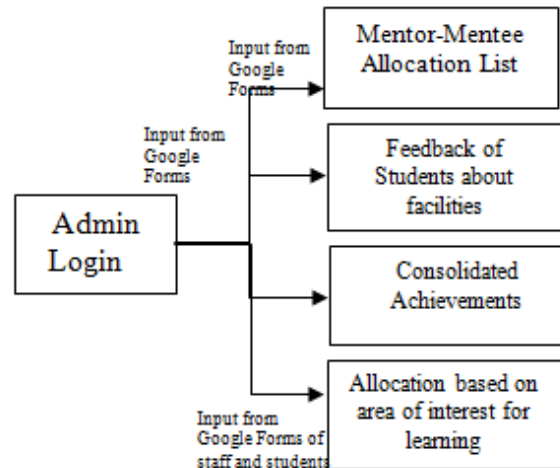 Mentor-Mentee
Allocation List
Input from
Google
Forms
Input from
Google
Forms
Feedback of
Students about
facilities
Admin
Login
Consolidated
Achievements
Allocation based on
area of interest for
learning
Input from
Google Forms of
staff and students